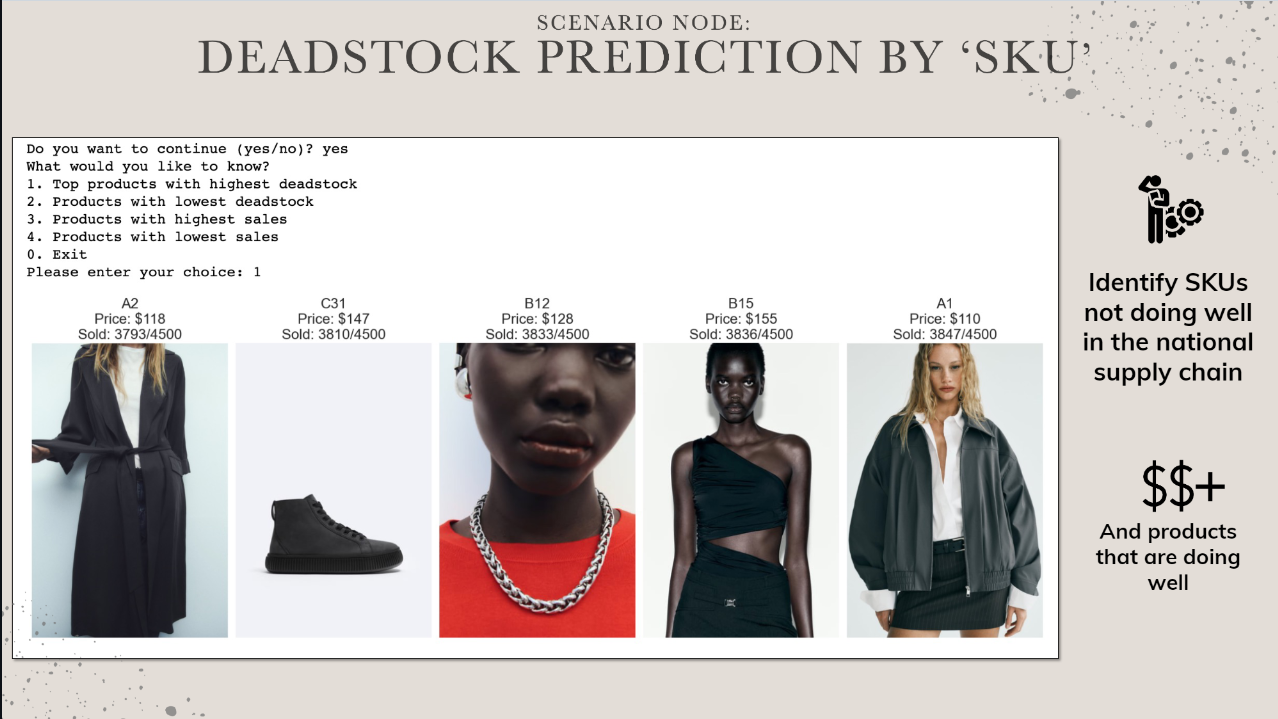 SCENARIO NODE:
DEADSTOCK PREDICTION BY ‘SKU’
Do you want to continue (yes/no)? yes
What would you like to know?
1. Top products with highest deadstock
2. Products with lowest deadstock
3. Products with highest sales
4. Products with lowest sales
0. Exit
Please enter your choice: 1
A2
Price: $118
Sold: 3793/4500
C31
Price: $147
Sold: 3810/4500
B12
Price: $128
Sold: 3833/4500
B15
Price: $155
Sold: 3836/4500
A1
Price: $110
Sold: 3847/4500
Identify SKUs
not doing well
in the national
supply chain
$$+
And products
that are doing
well